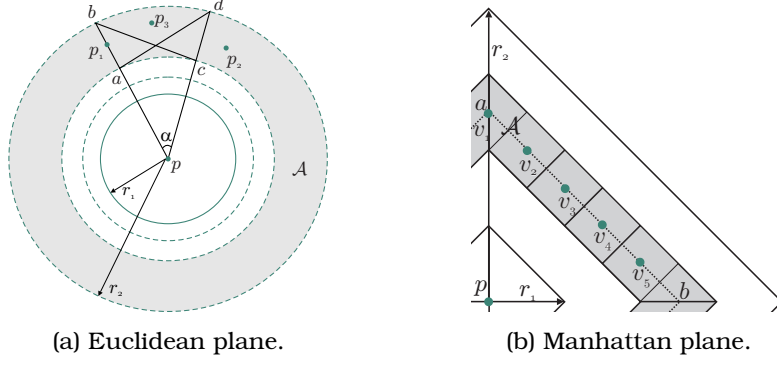 b
d
p₃
p₁
p₂
a
c
α
𝒜
p
r₁
r₂
(a) Euclidean plane.
r₂
a
𝒜
v₁
v₂
v₃
v₄
v₅
p
r₁
b
(b) Manhattan plane.